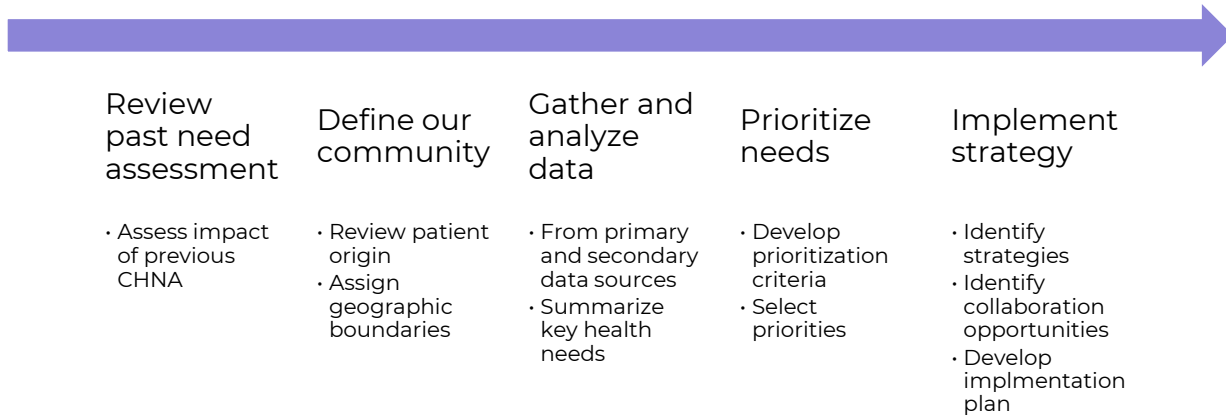 Review
past need
assessment
• Assess impact
of previous
CHNA
Define our
community
• Review patient
origin
• Assign
geographic
boundaries
Gather and
analyze
data
• From primary
and secondary
data sources
• Summarize
key health
needs
Prioritize
needs
• Develop
prioritization
criteria
• Select
priorities
Implement
strategy
• Identify
strategies
• Identify
collaboration
opportunities
• Develop
implmentation
plan